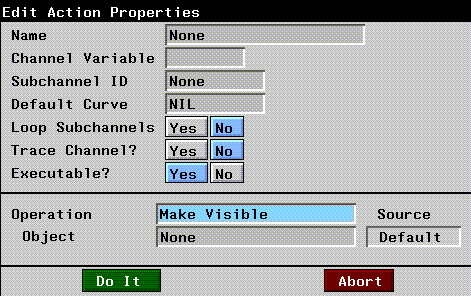 Edit Action Properties
Name None
Channel Variable
Subchannel ID None
Default Curve NIL
Loop Subchannels Yes No
Trace Channel? Yes No
Executable? Yes No
Operation Make Visible Source
Object None Default
Do It Abort